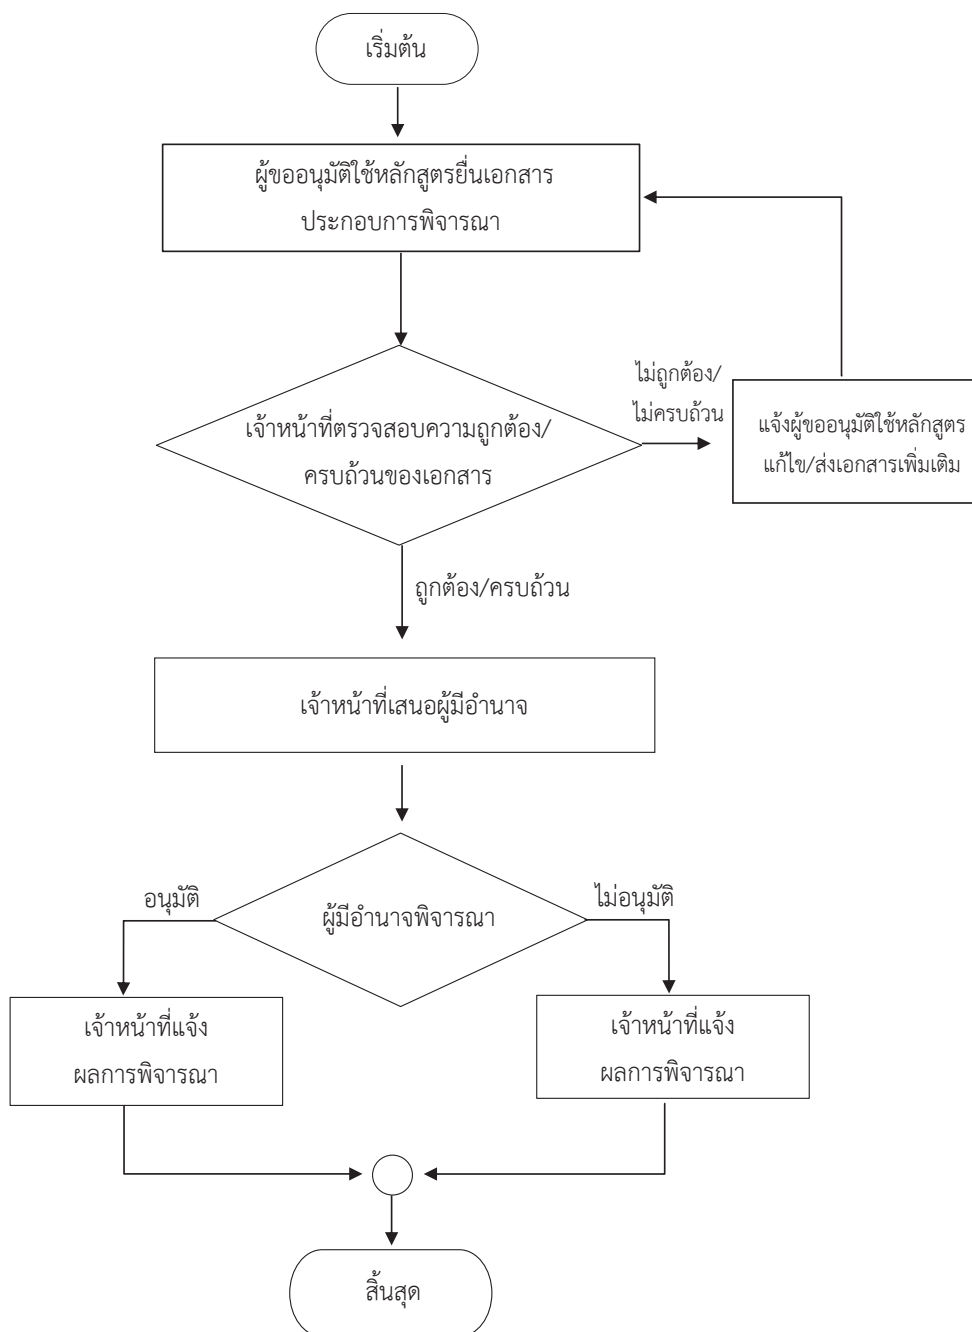 เริ่มต้น
ผู้ขออนุมัติใช้หลักสูตรยื่นเอกสาร
ประกอบการพิจารณา
ไม่ถูกต้อง/
ไม่ครบถ้วน
แจ้งผู้ขออนุมัติใช้หลักสูตร
แก้ไข/ส่งเอกสารเพิ่มเติม
เจ้าหน้าที่ตรวจสอบความถูกต้อง/
ครบถ้วนของเอกสาร
ถูกต้อง/ครบถ้วน
เจ้าหน้าที่เสนอผู้มีอำนาจ
อนุมัติ
ไม่อนุมัติ
ผู้มีอำนาจพิจารณา
เจ้าหน้าที่แจ้ง
ผลการพิจารณา
เจ้าหน้าที่แจ้ง
ผลการพิจารณา
สิ้นสุด